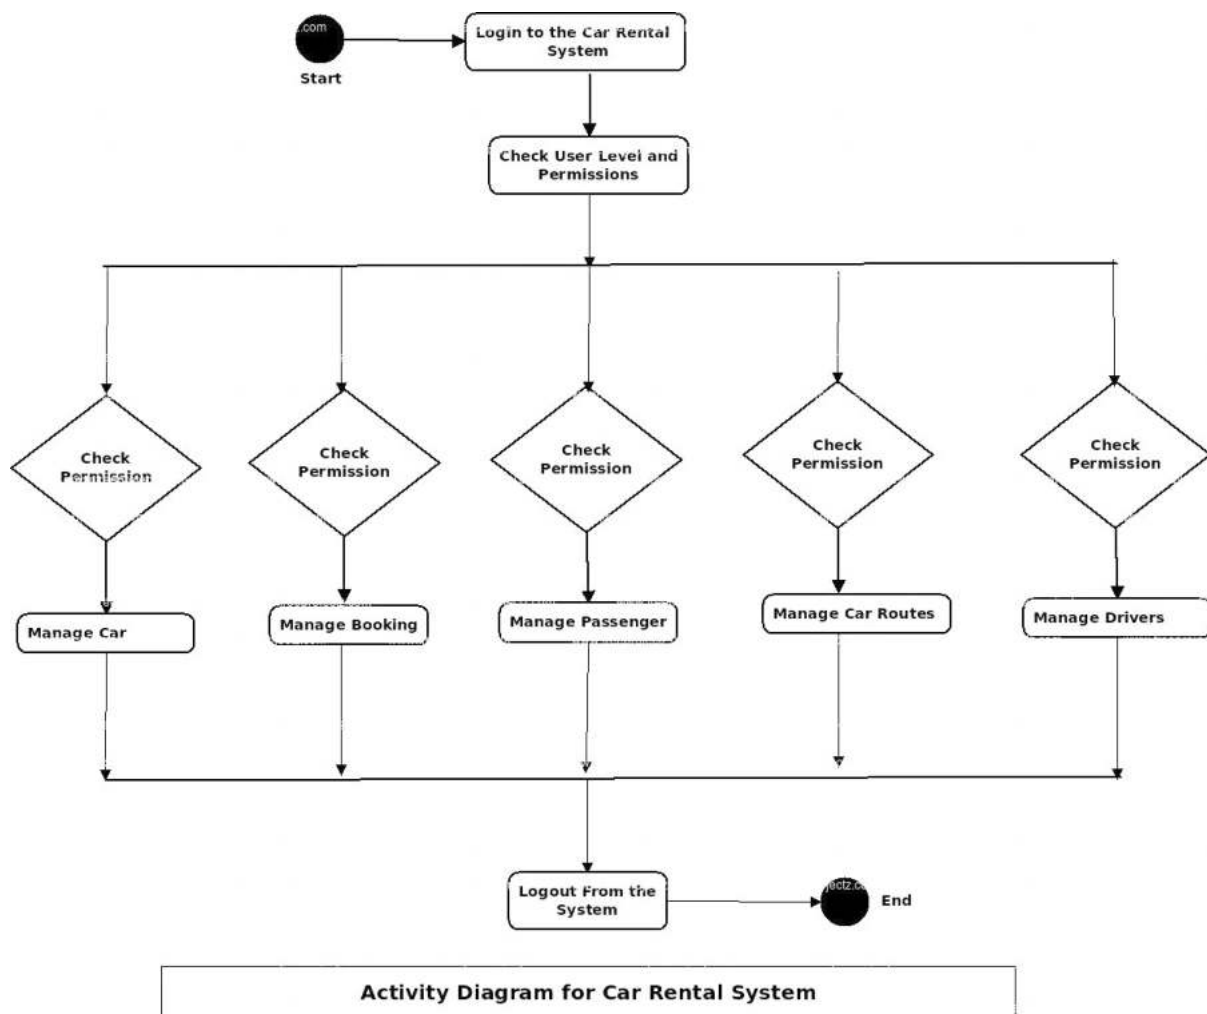 z.com
Start
Login to the Car Rental
System
Check User Level and
Permissions
Check
Permission
Check
Permission
Check
Permission
Check
Permission
Check
Permission
Manage Car
Manage Booking
Manage Passenger
Manage Car Routes
Manage Drivers
Logout From the
System
jectz.co
End
Activity Diagram for Car Rental System